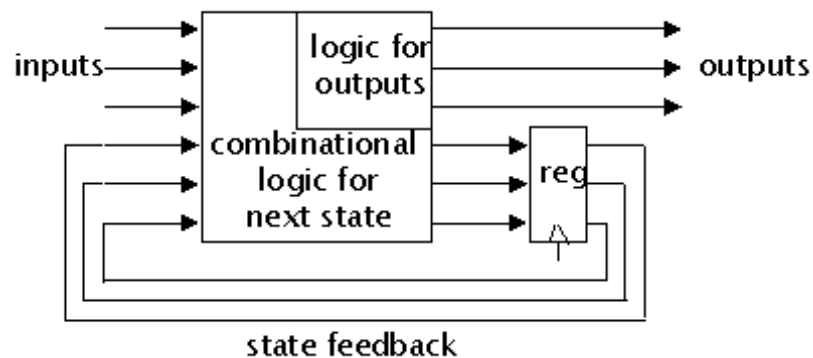 inputs
logic for
outputs
outputs
combinational
logic for
next state
reg
state feedback